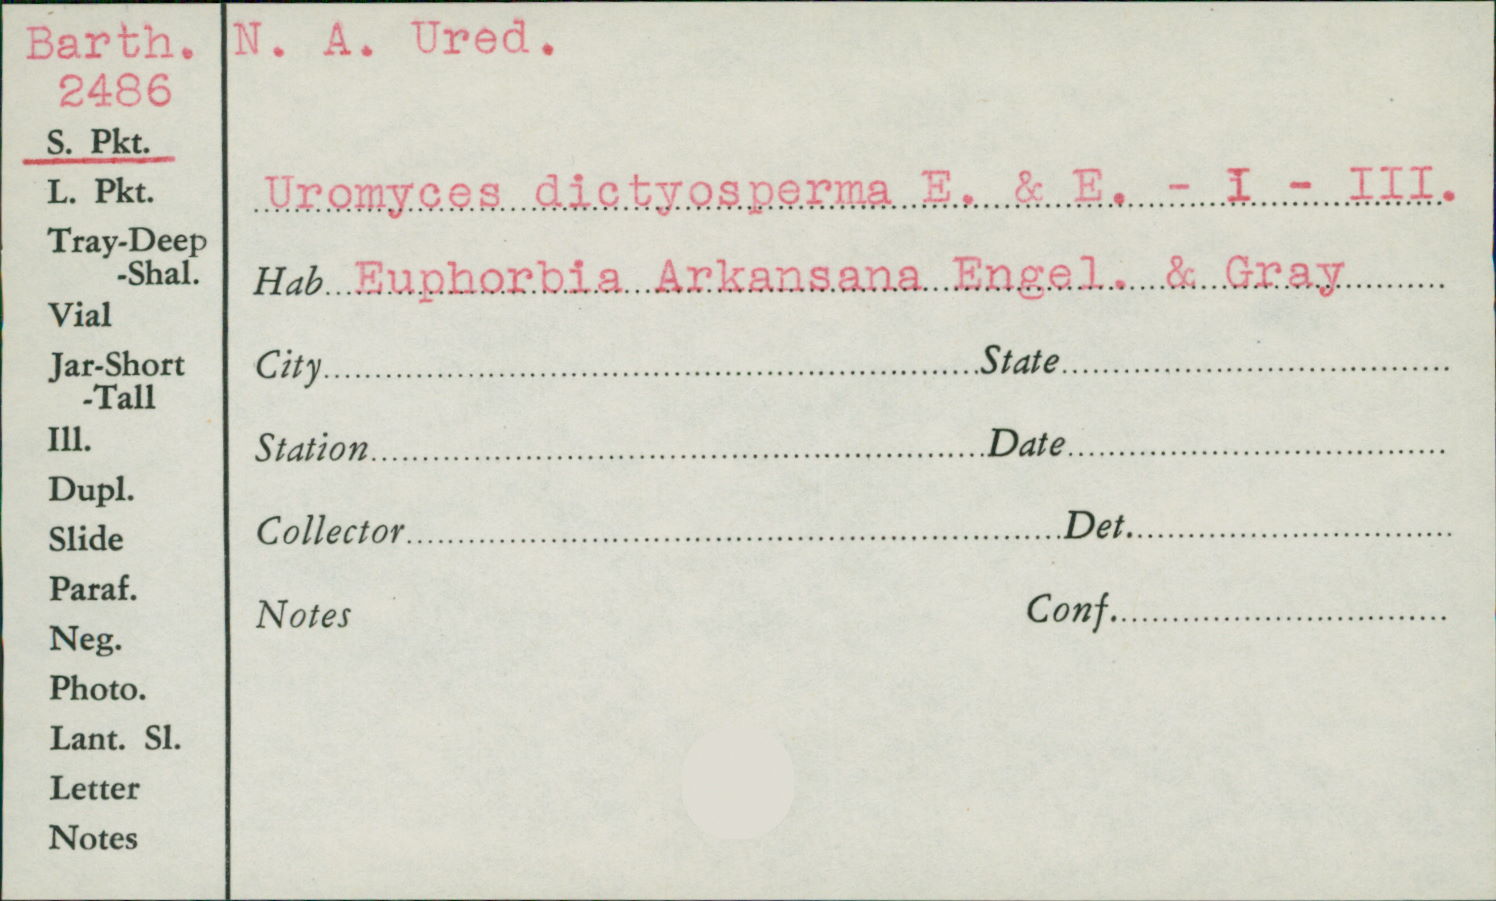 Barth. N. A. Ured.
2486
S. Pkt.
L. Pkt.
Tray-Deep
-Shal.
Vial
Jar-Short
-Tall
Ill.
Dupl.
Slide
Paraf.
Neg.
Photo.
Lant. Sl.
Letter
Notes
Uromyces dictyosperma E. & E. - I - III.
Hab. Euphorbia Arkansana Engel. & Gray
City State
Station Date
Collector Det.
Notes Conf.